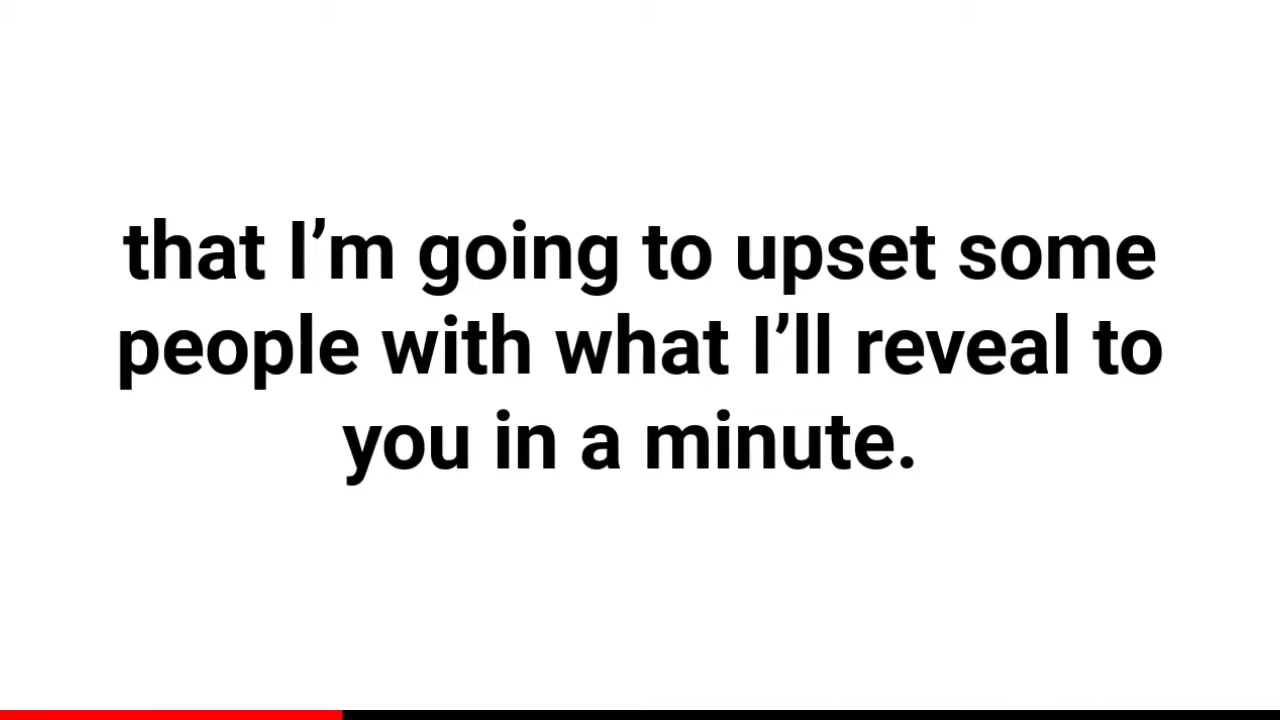 that I’m going to upset some
people with what I’ll reveal to
you in a minute.